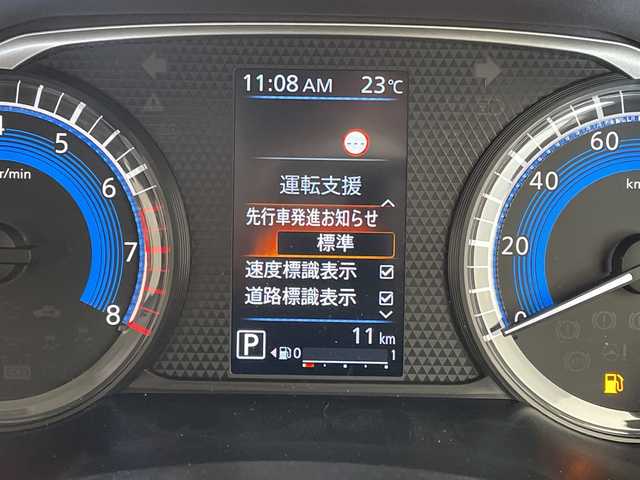 11:08 AM 23℃
運転支援
先行車発進お知らせ
標準
速度標識表示
道路標識表示
11 km
P
0 1
r/min
4
5
6
7
8
0
20
40
60
km